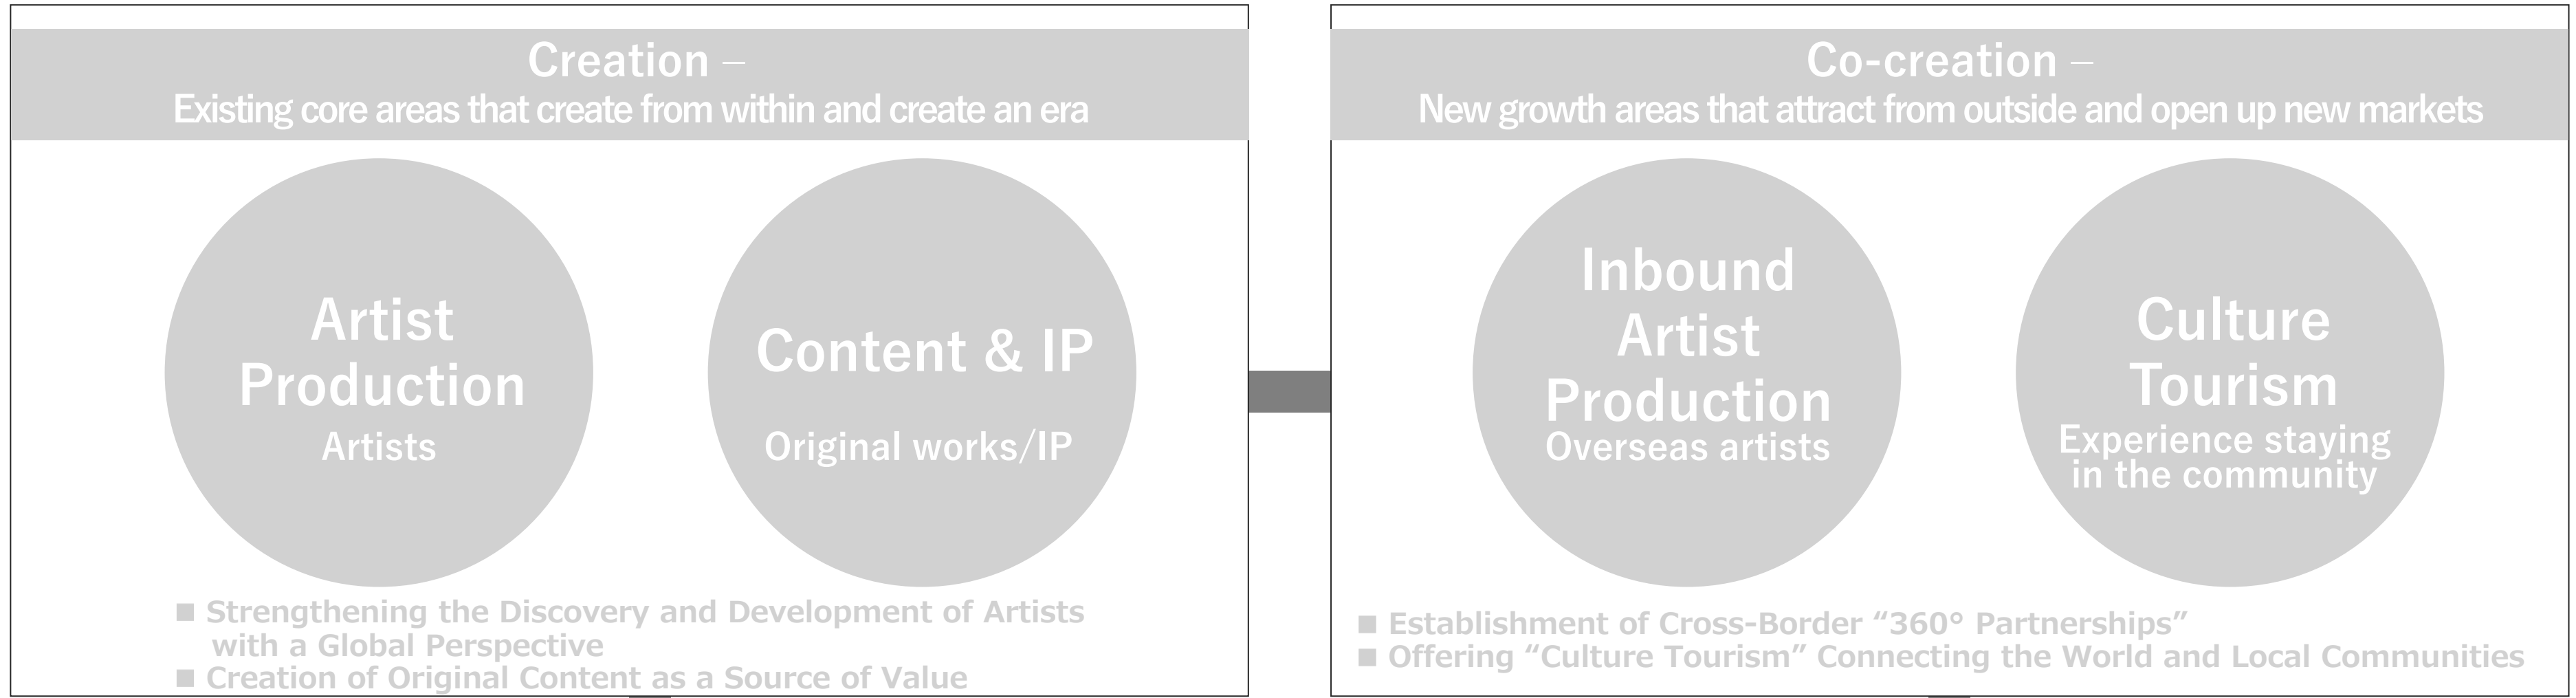 Creation –
Existing core areas that create from within and create an era
Artist
Production
Artists
Content & IP
Original works/IP
■ Strengthening the Discovery and Development of Artists
with a Global Perspective
■ Creation of Original Content as a Source of Value
Co-creation –
New growth areas that attract from outside and open up new markets
Inbound
Artist
Production
Overseas artists
Culture
Tourism
Experience staying
in the community
■ Establishment of Cross-Border “360° Partnerships”
■ Offering “Culture Tourism” Connecting the World and Local Communities